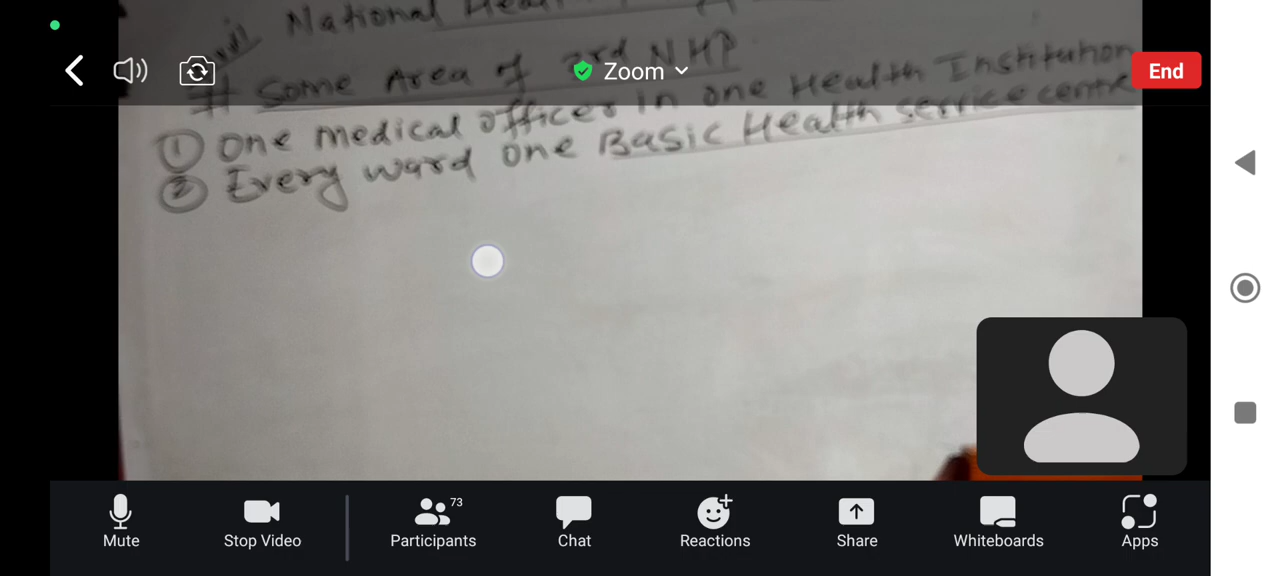 National Health
# Some Area of 3rd NHP
Zoom
End
① One medical officer in one Health Institution
② Every ward one Basic Health service centre
73
Mute
Stop Video
Participants
Chat
Reactions
Share
Whiteboards
Apps